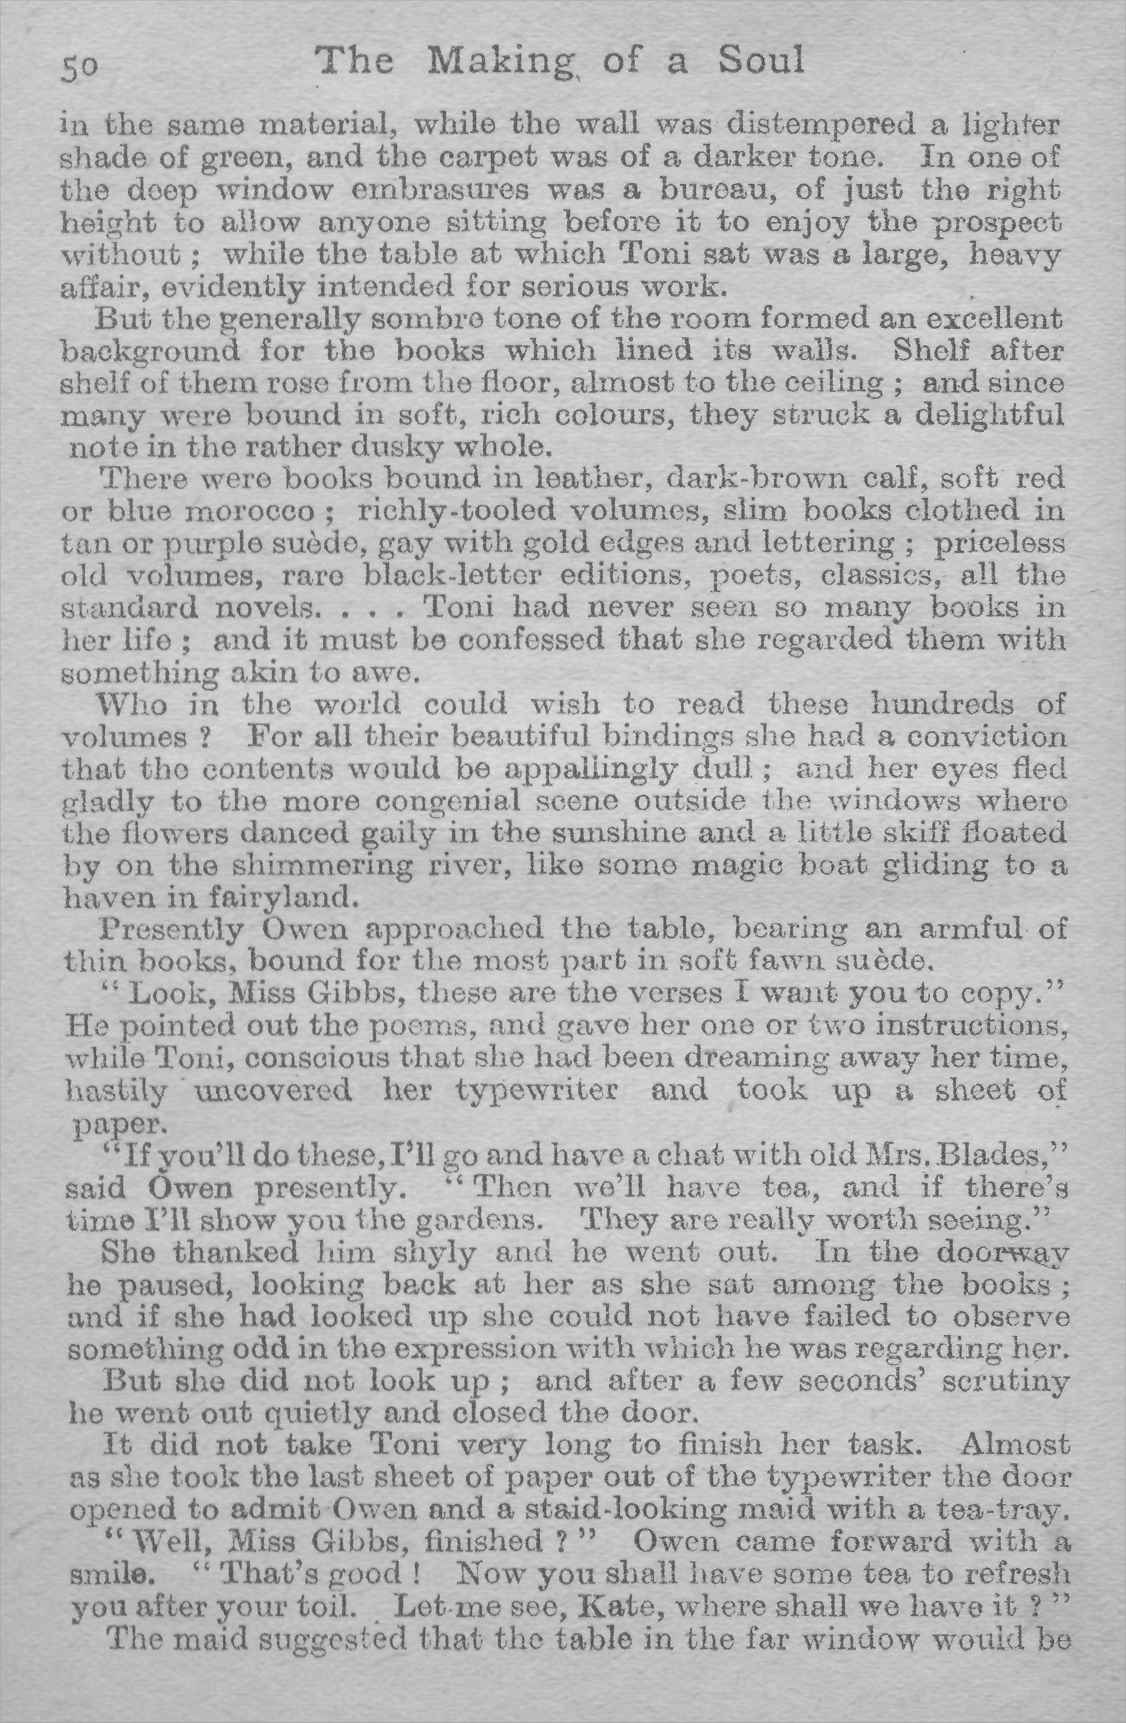 50 The Making of a Soul
in the same material, while the wall was distempered a lighter
shade of green, and the carpet was of a darker tone. In one of
the deep window embrasures was a bureau, of just the right
height to allow anyone sitting before it to enjoy the prospect
without ; while the table at which Toni sat was a large, heavy
affair, evidently intended for serious work.
But the generally sombre tone of the room formed an excellent
background for the books which lined its walls. Shelf after
shelf of them rose from the floor, almost to the ceiling ; and since
many were bound in soft, rich colours, they struck a delightful
note in the rather dusky whole.
There were books bound in leather, dark-brown calf, soft red
or blue morocco ; richly-tooled volumes, slim books clothed in
tan or purple suède, gay with gold edges and lettering ; priceless
old volumes, rare black-letter editions, poets, classics, all the
standard novels. . . . Toni had never seen so many books in
her life ; and it must be confessed that she regarded them with
something akin to awe.
Who in the world could wish to read these hundreds of
volumes ? For all their beautiful bindings she had a conviction
that the contents would be appallingly dull ; and her eyes fled
gladly to the more congenial scene outside the windows where
the flowers danced gaily in the sunshine and a little skiff floated
by on the shimmering river, like some magic boat gliding to a
haven in fairyland.
Presently Owen approached the table, bearing an armful of
thin books, bound for the most part in soft fawn suède.
“ Look, Miss Gibbs, these are the verses I want you to copy.”
He pointed out the poems, and gave her one or two instructions,
while Toni, conscious that she had been dreaming away her time,
hastily uncovered her typewriter and took up a sheet of
paper.
“If you’ll do these, I’ll go and have a chat with old Mrs. Blades,”
said Owen presently. “ Then we’ll have tea, and if there’s
time I’ll show you the gardens. They are really worth seeing.”
She thanked him shyly and he went out. In the doorway
he paused, looking back at her as she sat among the books ;
and if she had looked up she could not have failed to observe
something odd in the expression with which he was regarding her.
But she did not look up ; and after a few seconds’ scrutiny
he went out quietly and closed the door.
It did not take Toni very long to finish her task. Almost
as she took the last sheet of paper out of the typewriter the door
opened to admit Owen and a staid-looking maid with a tea-tray.
“ Well, Miss Gibbs, finished ? ” Owen came forward with a
smile. “ That’s good ! Now you shall have some tea to refresh
you after your toil. Let me see, Kate, where shall we have it ? ”
The maid suggested that the table in the far window would be